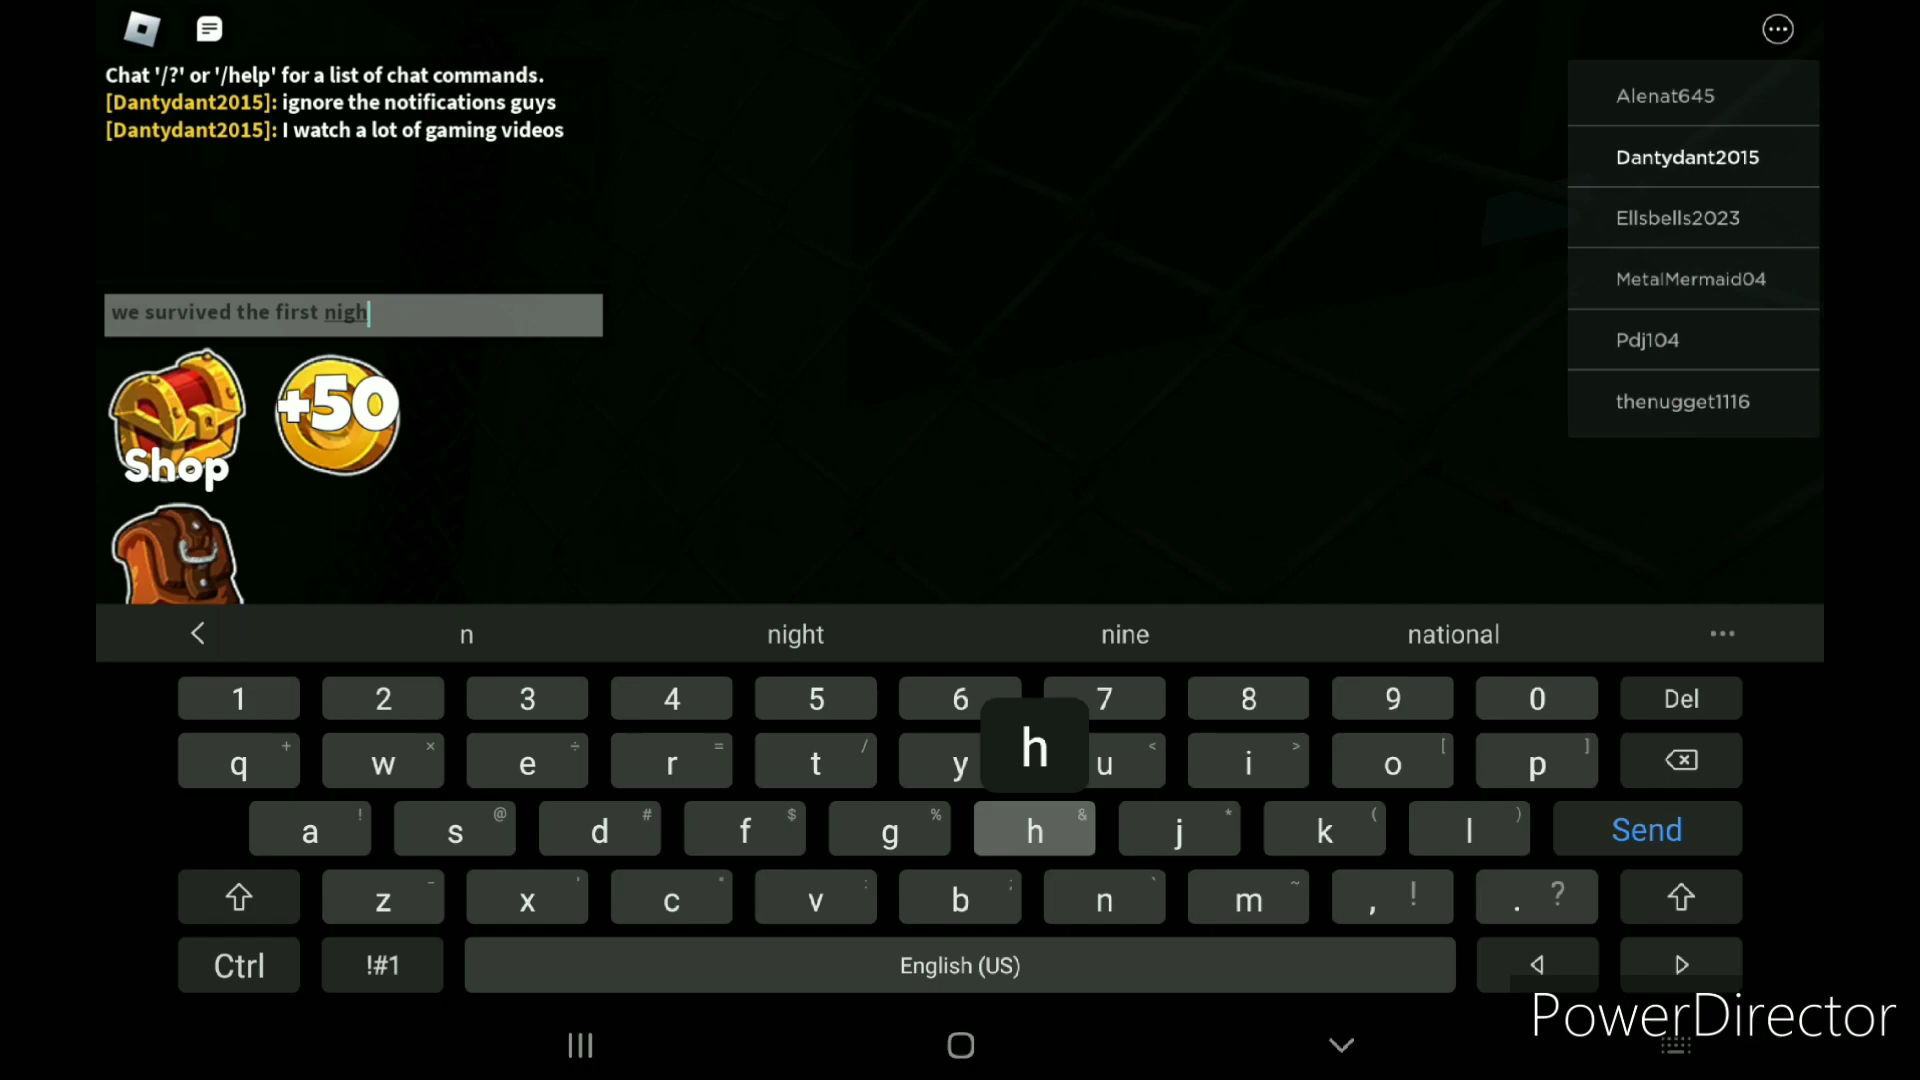 Chat '/?' or '/help' for a list of chat commands.
[Dantydant2015]: ignore the notifications guys
[Dantydant2015]: I watch a lot of gaming videos
Alenat645
Dantydant2015
Ellsbells2023
MetalMermaid04
Pdj104
thenugget1116
we survived the first nigh
Shop
+50
n night nine national ...
1 2 3 4 5 6 7 8 9 0 Del
q + w × e ÷ r = t / y h u < i > o [ p ]
a ! s @ d # f $ g % h & j * k ( l ) Send
z - x ' c " v : b ; n ` m ~ , ! . ?
Ctrl !#1 English (US)
PowerDirector